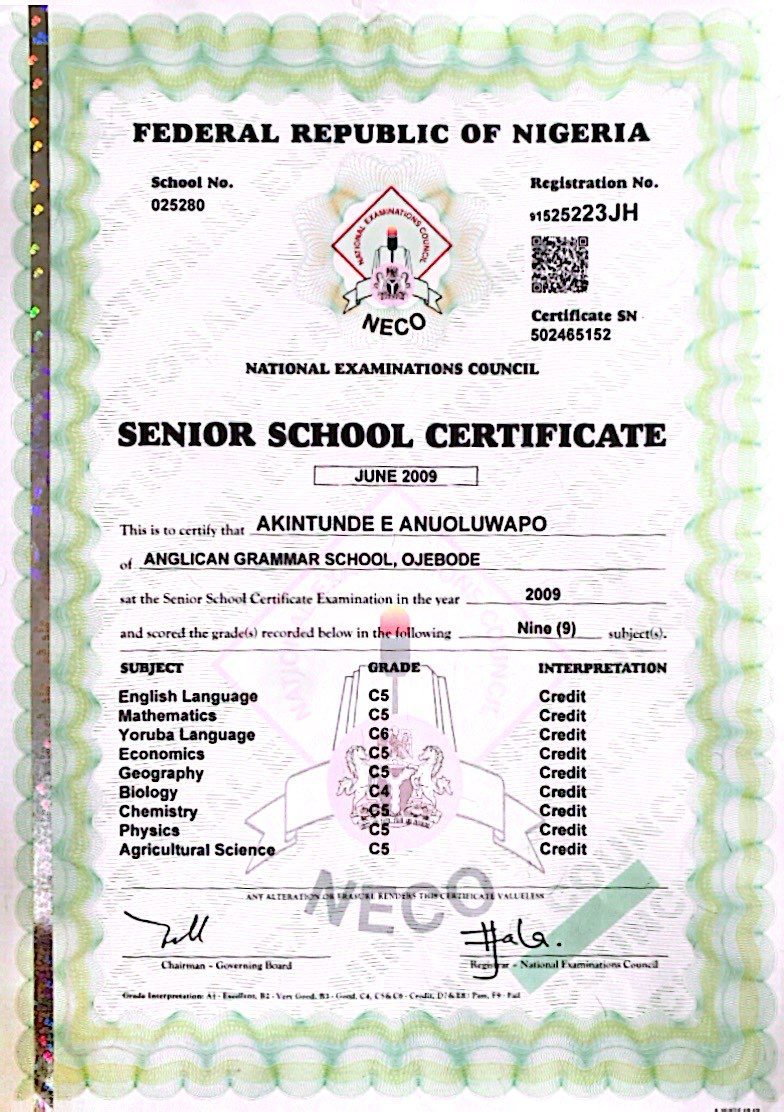 FEDERAL REPUBLIC OF NIGERIA
School No.
025280
Registration No.
91525223JH
NATIONAL EXAMINATIONS COUNCIL
NECO
Certificate SN
502465152
NATIONAL EXAMINATIONS COUNCIL
SENIOR SCHOOL CERTIFICATE
JUNE 2009
This is to certify that AKINTUNDE E ANUOLUWAPO
of ANGLICAN GRAMMAR SCHOOL, OJEBODE
sat the Senior School Certificate Examination in the year 2009
and scored the grade(s) recorded below in the following Nine (9) subject(s).
SUBJECT GRADE INTERPRETATION
English Language C5 Credit
Mathematics C5 Credit
Yoruba Language C6 Credit
Economics C5 Credit
Geography C5 Credit
Biology C4 Credit
Chemistry C5 Credit
Physics C5 Credit
Agricultural Science C5 Credit
NECO
ANY ALTERATION OR ERASURE RENDERS THIS CERTIFICATE VALUELESS
Chairman - Governing Board
Registrar - National Examinations Council
Grade Interpretation: A1 - Excellent, B2 - Very Good, B3 - Good, C4, C5 & C6 - Credit, D7 & E8 - Pass, F9 - Fail